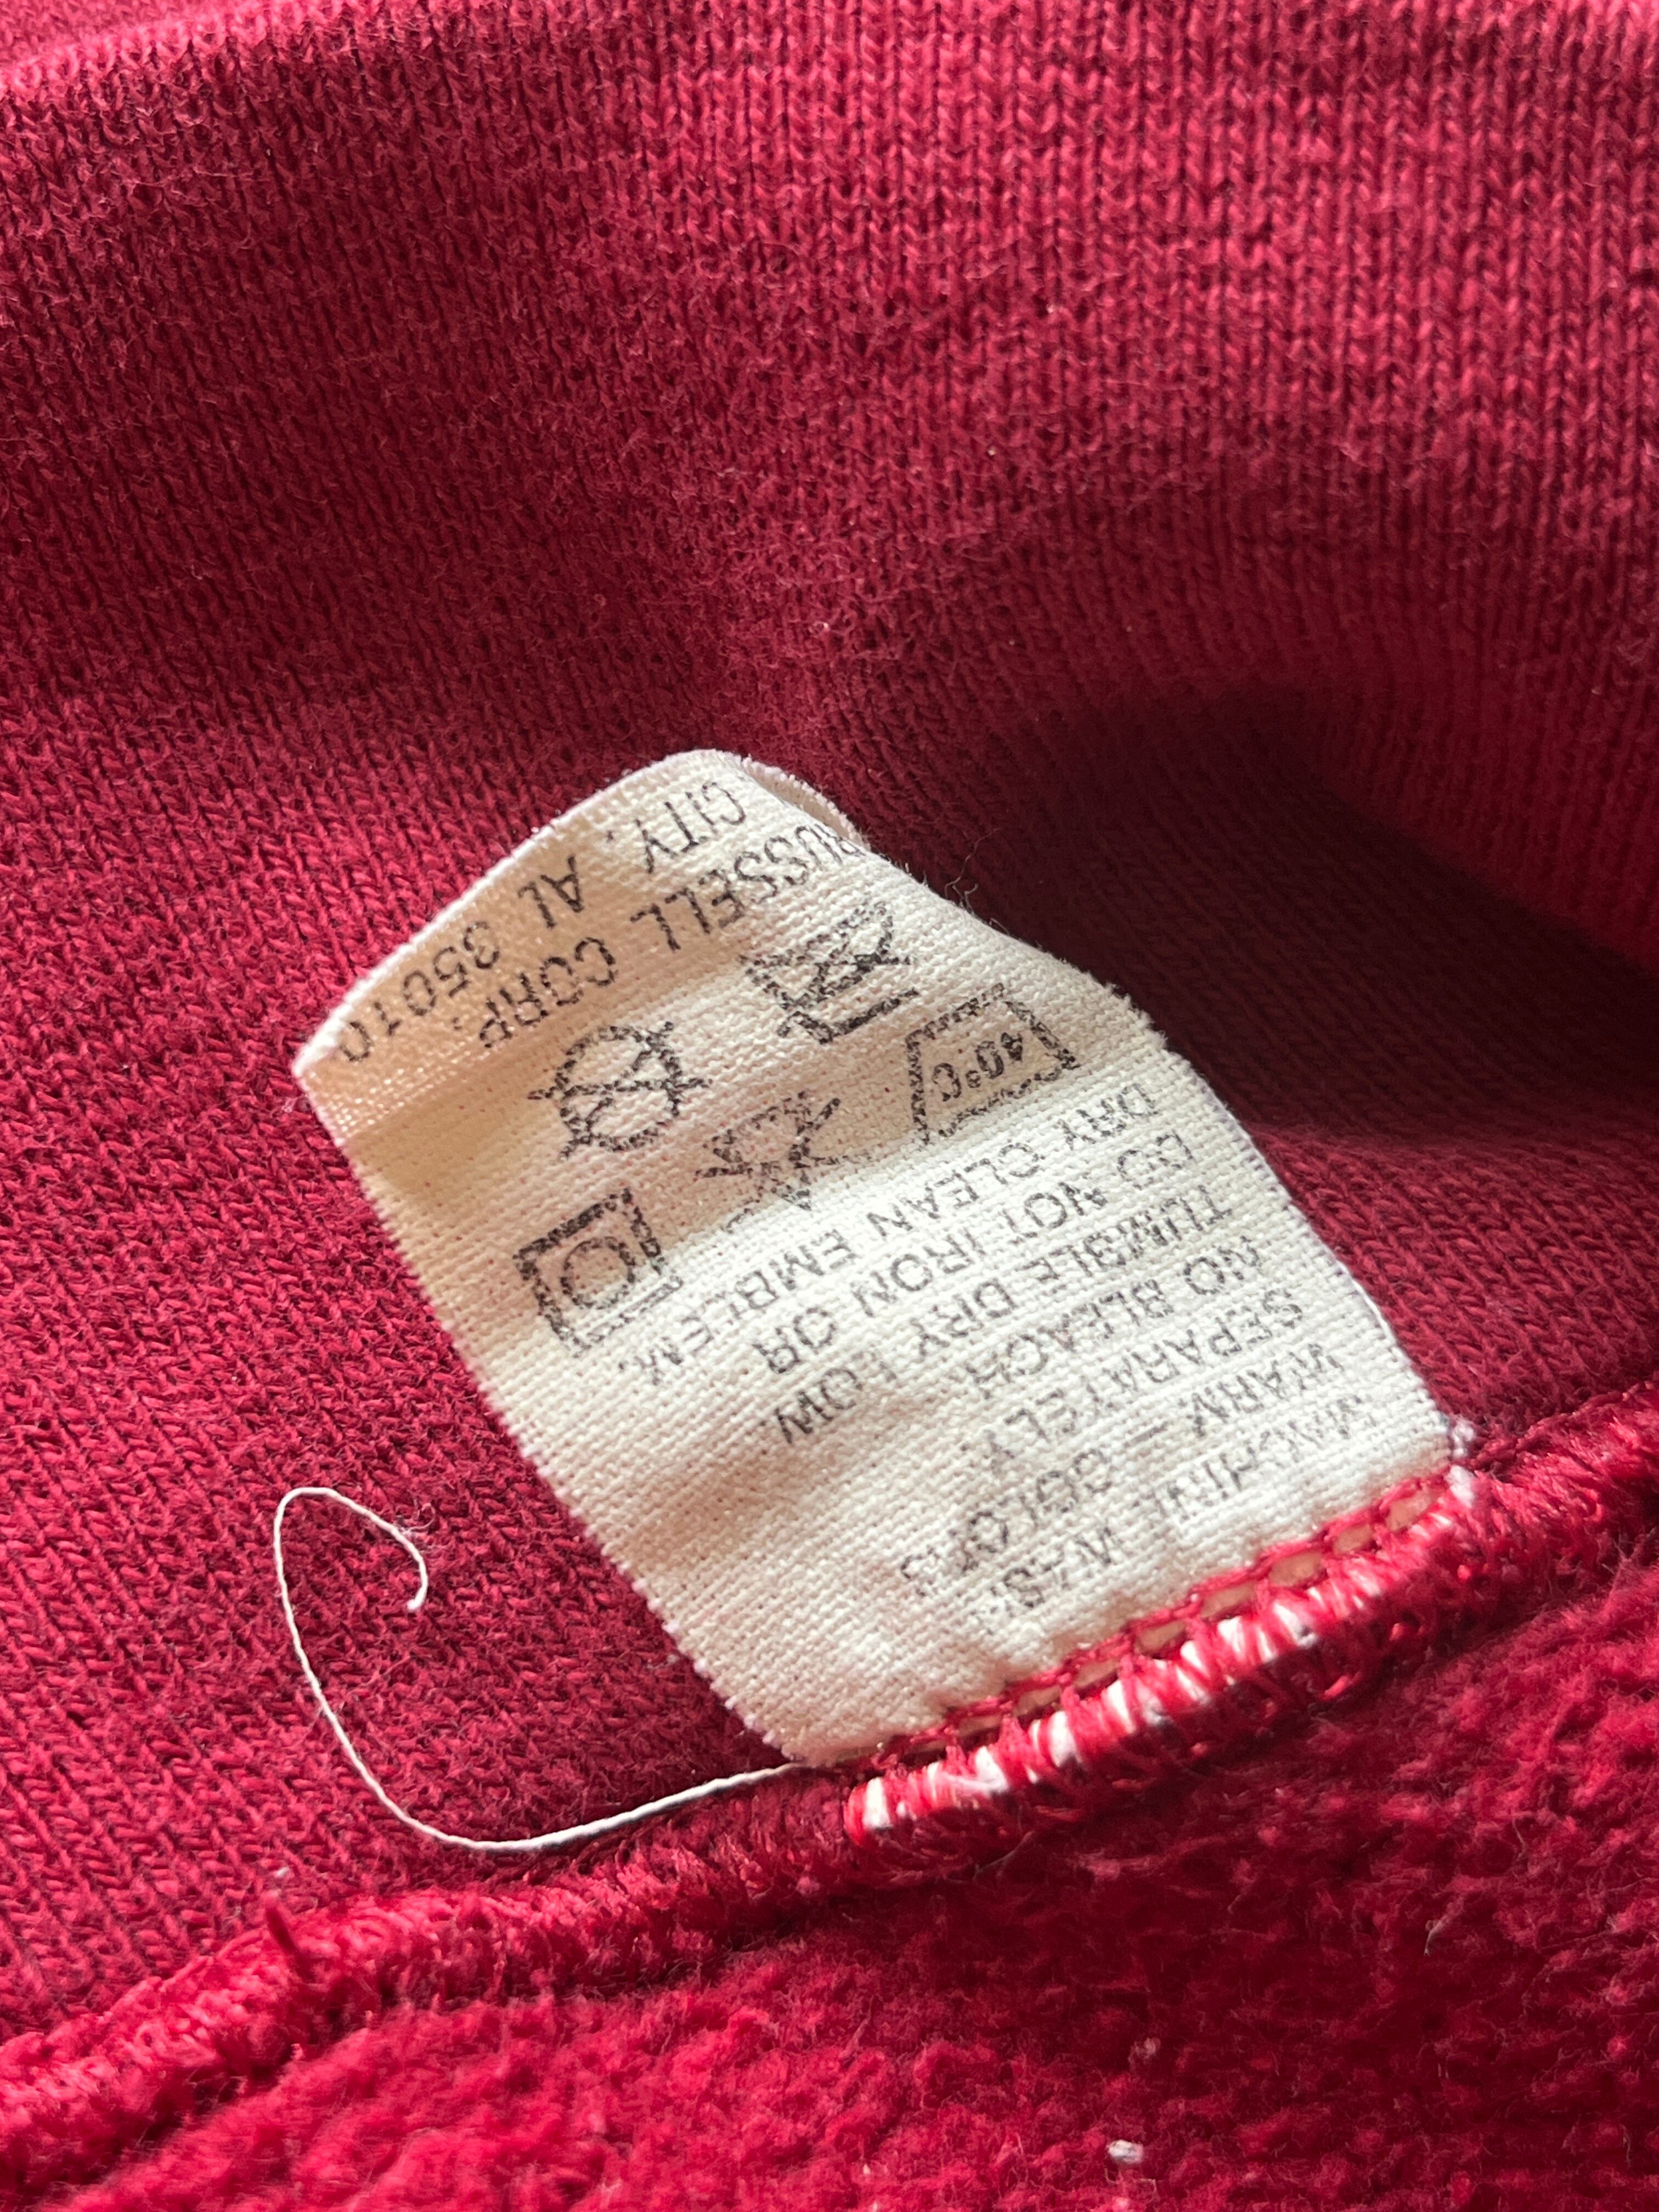 MACHINE WASH
WARM — COLORS
SEPARATELY.
NO BLEACH
TUMBLE DRY LOW.
DO NOT IRON OR
DRY CLEAN EMBLEM.
40°C
RUSSELL CORP.
CITY, AL 35010